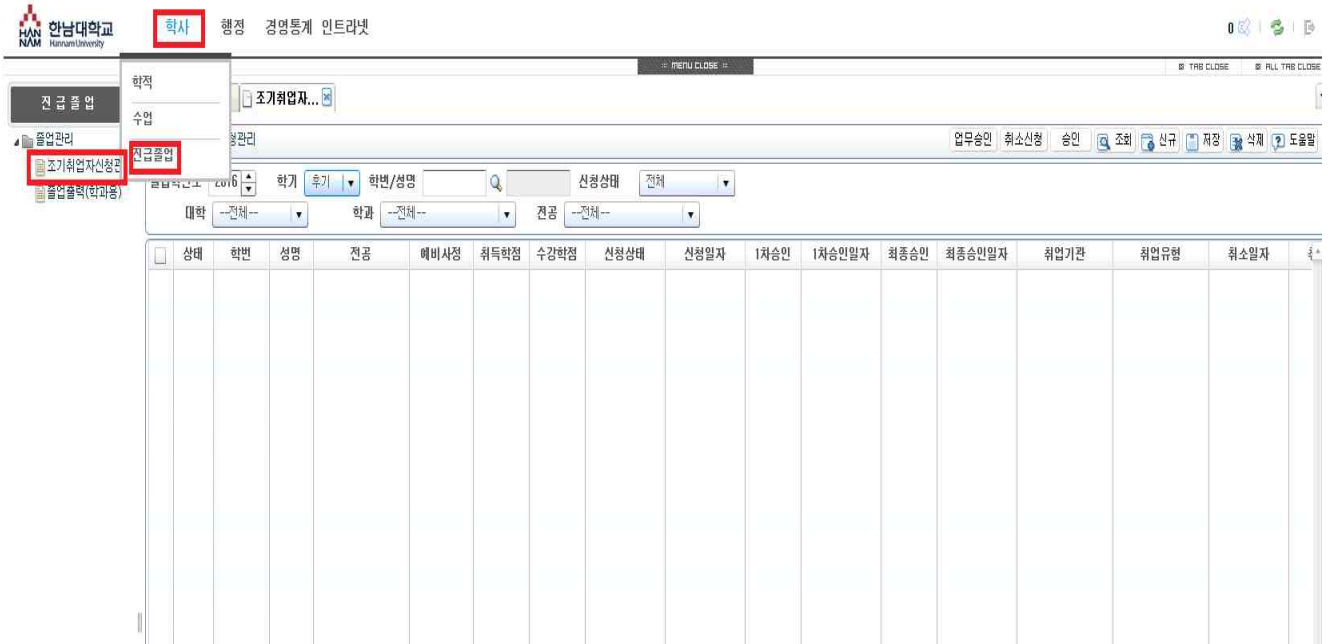 한남대학교
HAN NAM Hannam University
학사 행정 경영통계 인트라넷
0
:: MENU CLOSE ::
TAB CLOSE ALL TAB CLOSE
학적
수업
진급졸업
진급졸업
조기취업자...
졸업관리
조기취업자신청관
졸업출력(학과용)
청관리
업무승인 취소신청 승인 조회 신규 저장 삭제 도움말
졸업학년도 2016 학기 후기 학번/성명 신청상태 전체
대학 --전체-- 학과 --전체-- 전공 --전체--
상태 학번 성명 전공 예비사정 취득학점 수강학점 신청상태 신청일자 1차승인 1차승인일자 최종승인 최종승인일자 취업기관 취업유형 취소일자